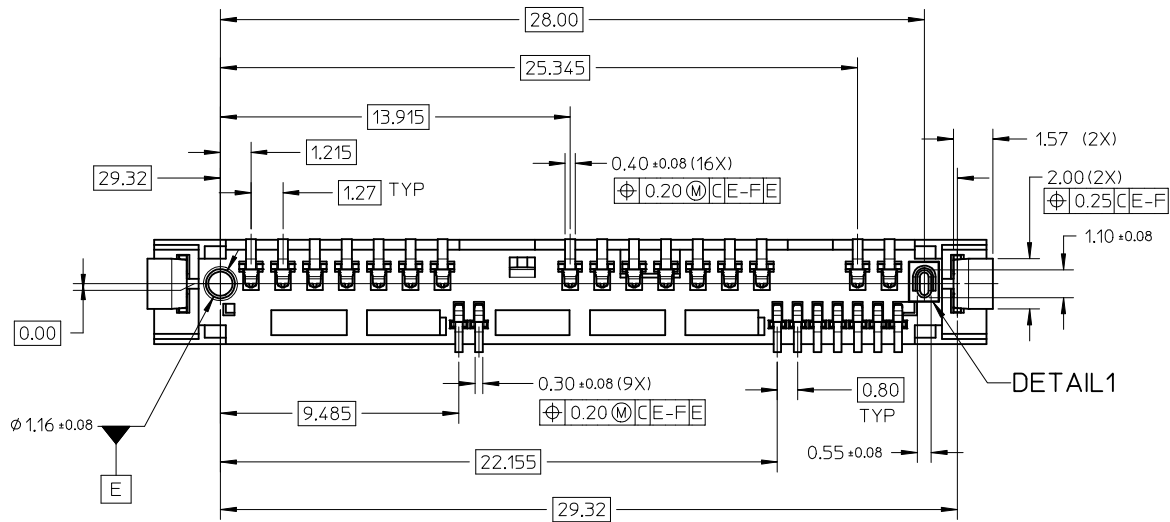 28.00
25.345
13.915
1.215
0.40 ±0.08 (16X)
1.57 (2X)
29.32
1.27 TYP
⌖ 0.20 Ⓜ C E-F E
2.00 (2X)
⌖ 0.25 C E-F
1.10 ±0.08
0.00
0.30 ±0.08 (9X)
0.80
TYP
DETAIL1
9.485
⌖ 0.20 Ⓜ C E-F E
Ø 1.16 ±0.08
22.155
0.55 ±0.08
E
29.32